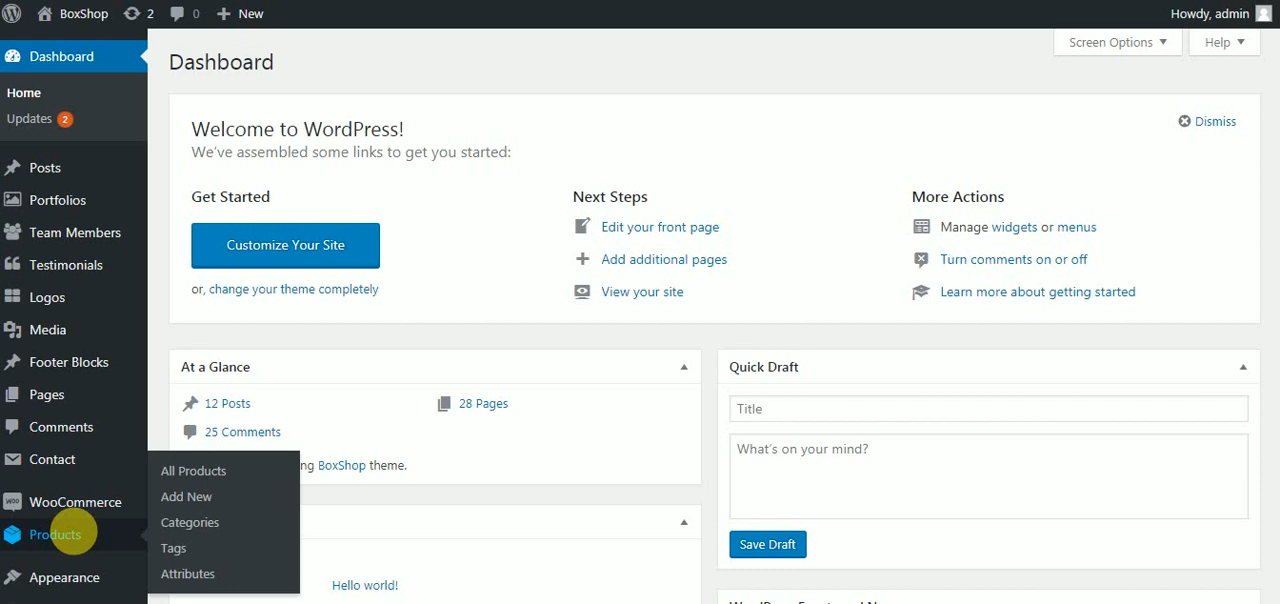 BoxShop 2 0 New Howdy, admin
Dashboard
Home
Updates 2
Posts
Portfolios
Team Members
Testimonials
Logos
Media
Footer Blocks
Pages
Comments
Contact
WooCommerce
Products
Appearance
All Products
Add New
Categories
Tags
Attributes
Screen Options Help
Dashboard
Welcome to WordPress!
Dismiss
We've assembled some links to get you started:
Get Started
Customize Your Site
or, change your theme completely
Next Steps
Edit your front page
Add additional pages
View your site
More Actions
Manage widgets or menus
Turn comments on or off
Learn more about getting started
At a Glance
12 Posts 28 Pages
25 Comments
ng BoxShop theme.
Hello world!
Quick Draft
Title
What's on your mind?
Save Draft